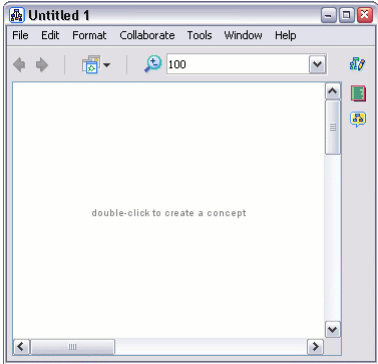 Untitled 1
File Edit Format Collaborate Tools Window Help
100
double-click to create a concept